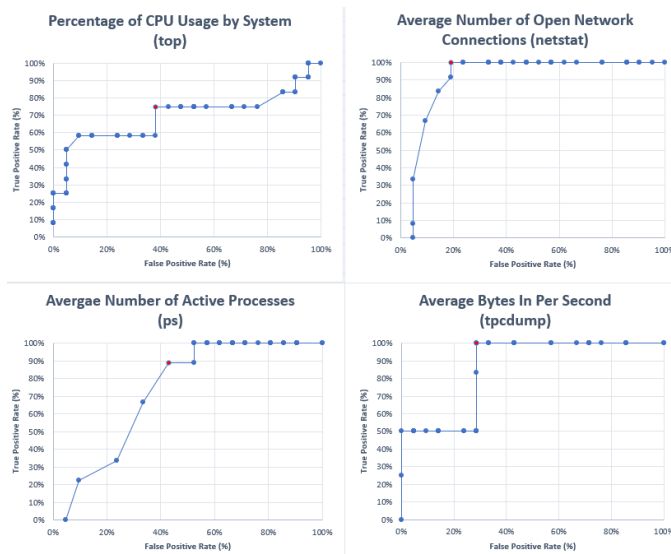 Percentage of CPU Usage by System
(top)
100%
90%
80%
70%
60%
50%
40%
30%
20%
10%
0%
True Positive Rate (%)
0% 20% 40% 60% 80% 100%
False Positive Rate (%)
Average Number of Open Network
Connections (netstat)
100%
90%
80%
70%
60%
50%
40%
30%
20%
10%
0%
True Positive Rate (%)
0% 20% 40% 60% 80% 100%
False Positive Rate (%)
Avergae Number of Active Processes
(ps)
100%
90%
80%
70%
60%
50%
40%
30%
20%
10%
0%
True Positive Rate (%)
0% 20% 40% 60% 80% 100%
False Positive Rate (%)
Average Bytes In Per Second
(tpcdump)
100%
90%
80%
70%
60%
50%
40%
30%
20%
10%
0%
True Positive Rate (%)
0% 20% 40% 60% 80% 100%
False Positive Rate (%)